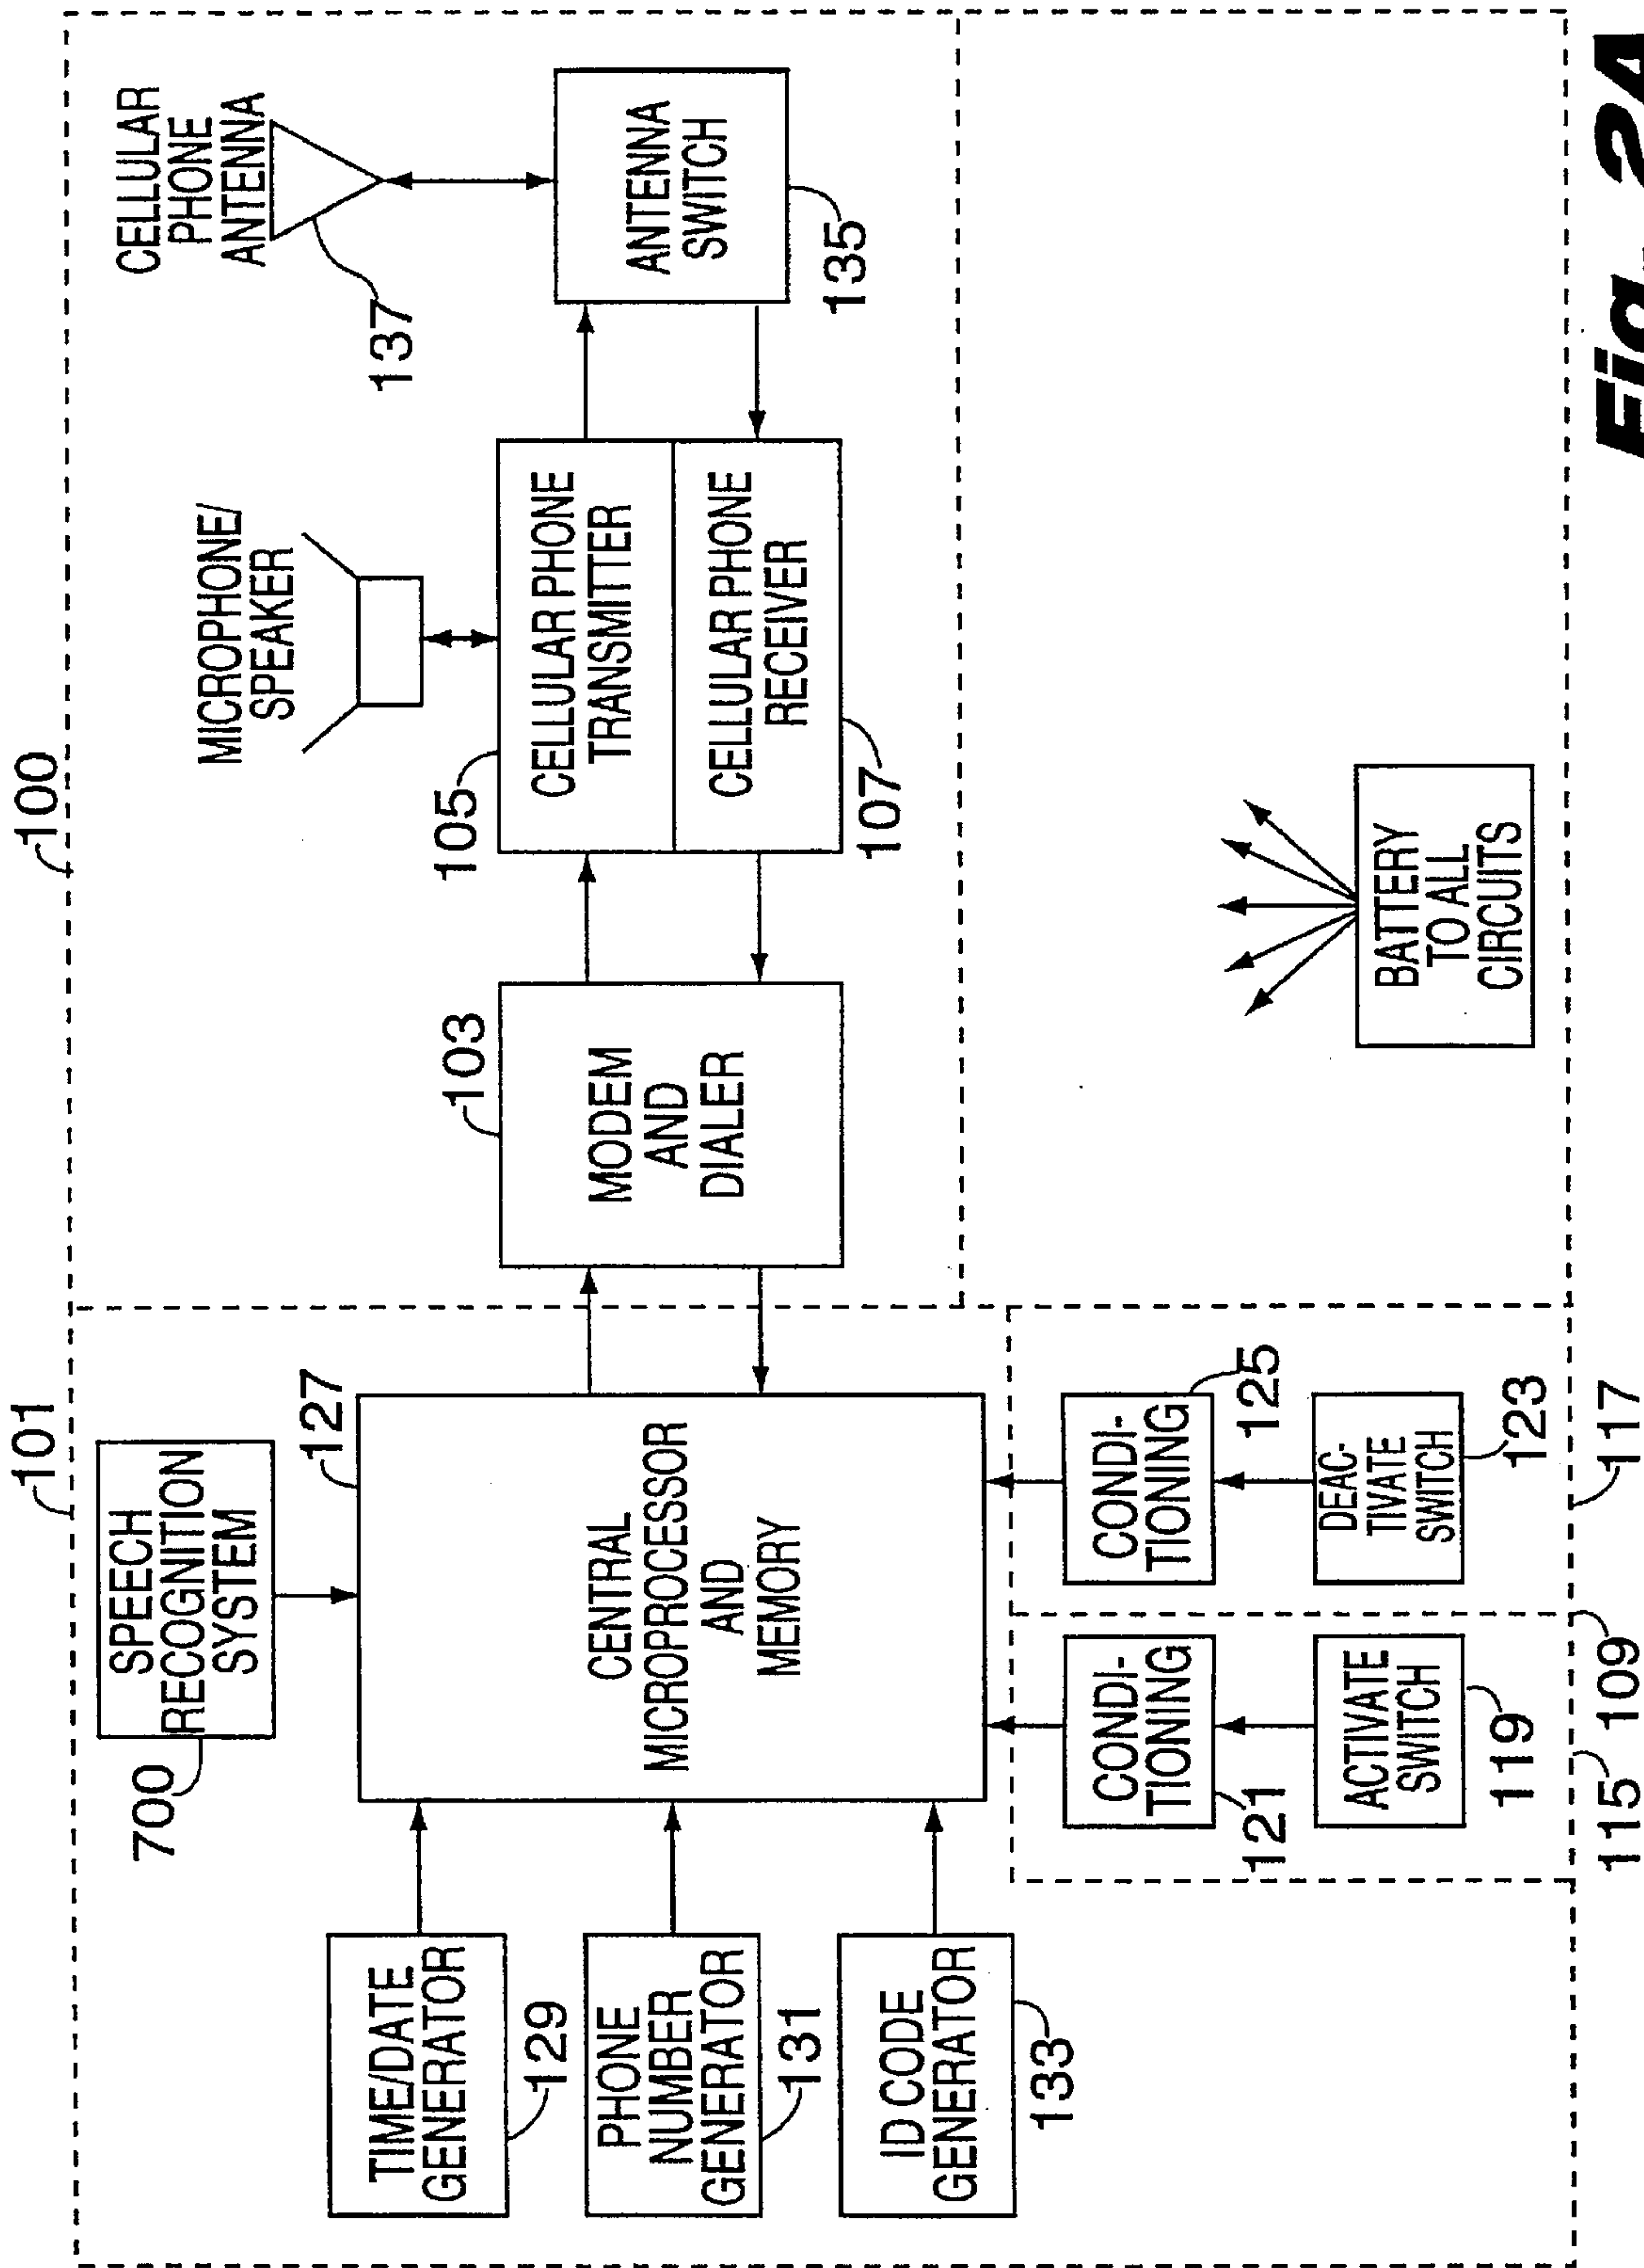 100
101
CELLULAR
PHONE
ANTENNA
137
MICROPHONE/
SPEAKER
ANTENNA
SWITCH
135
105
CELLULAR PHONE
TRANSMITTER
CELLULAR PHONE
RECEIVER
107
103
MODEM
AND
DIALER
SPEECH
RECOGNITION
SYSTEM
700
127
CENTRAL
MICROPROCESSOR
AND
MEMORY
TIME/DATE
GENERATOR
129
PHONE
NUMBER
GENERATOR
131
ID CODE
GENERATOR
133
CONDI-
TIONING
121
ACTIVATE
SWITCH
119
CONDI-
TIONING
125
DEAC-
TIVATE
SWITCH
123
115
109
117
BATTERY
TO ALL
CIRCUITS
Fig. 2A